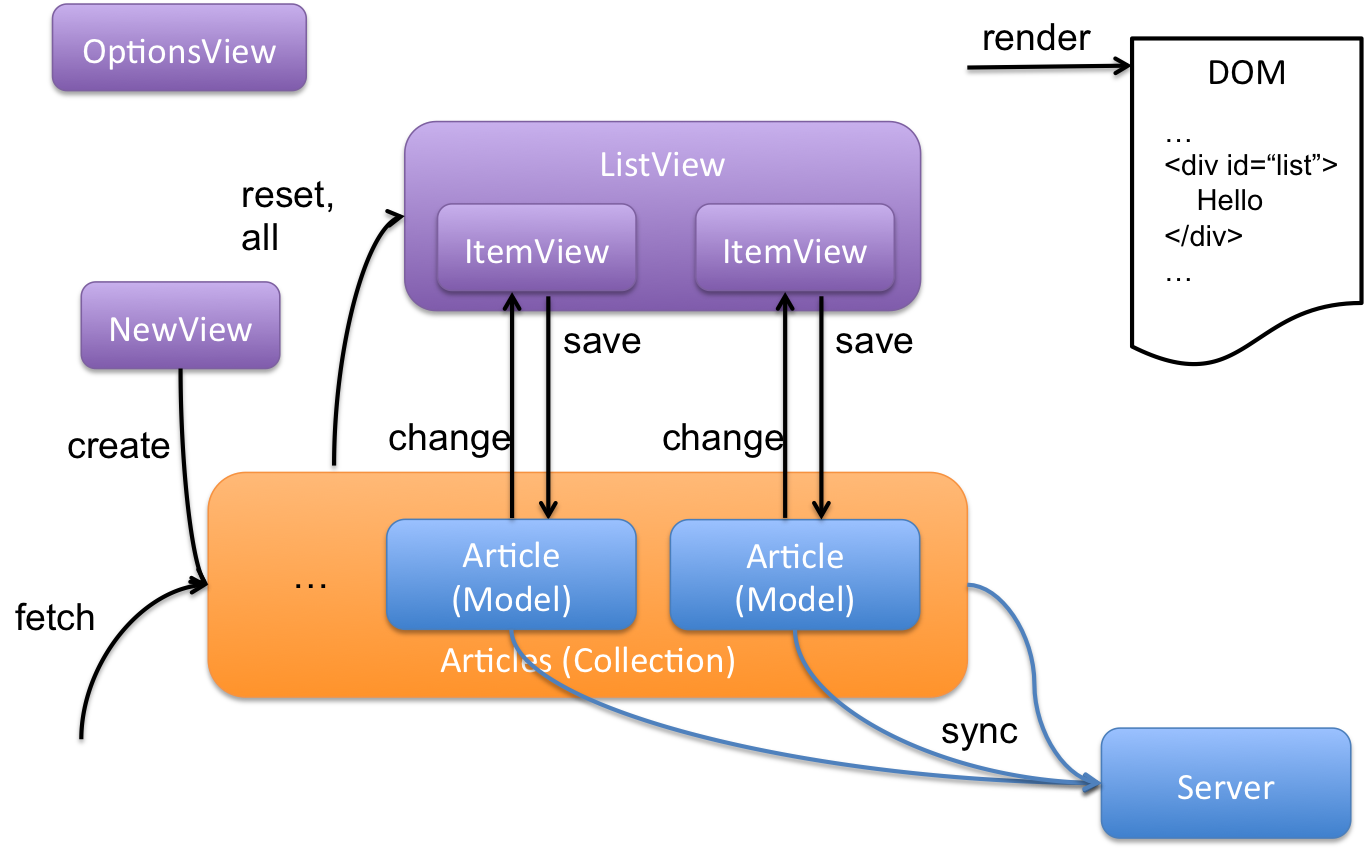 OptionsView
render
DOM
…
<div id=“list”>
Hello
</div>
…
ListView
reset,
all
ItemView
ItemView
NewView
save
save
create
change
change
Article
(Model)
Article
(Model)
…
fetch
Articles (Collection)
sync
Server